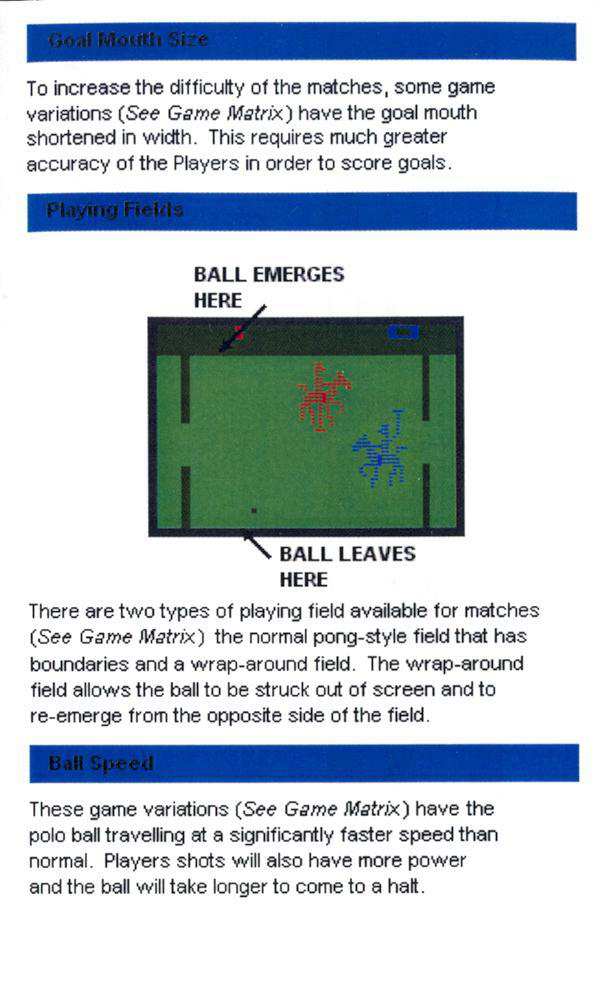 Goal Mouth Size
To increase the difficulty of the matches, some game
variations (See Game Matrix) have the goal mouth
shortened in width. This requires much greater
accuracy of the Players in order to score goals.
Playing Fields
BALL EMERGES
HERE
BALL LEAVES
HERE
There are two types of playing field available for matches
(See Game Matrix) the normal pong-style field that has
boundaries and a wrap-around field. The wrap-around
field allows the ball to be struck out of screen and to
re-emerge from the opposite side of the field.
Ball Speed
These game variations (See Game Matrix) have the
polo ball travelling at a significantly faster speed than
normal. Players shots will also have more power
and the ball will take longer to come to a halt.